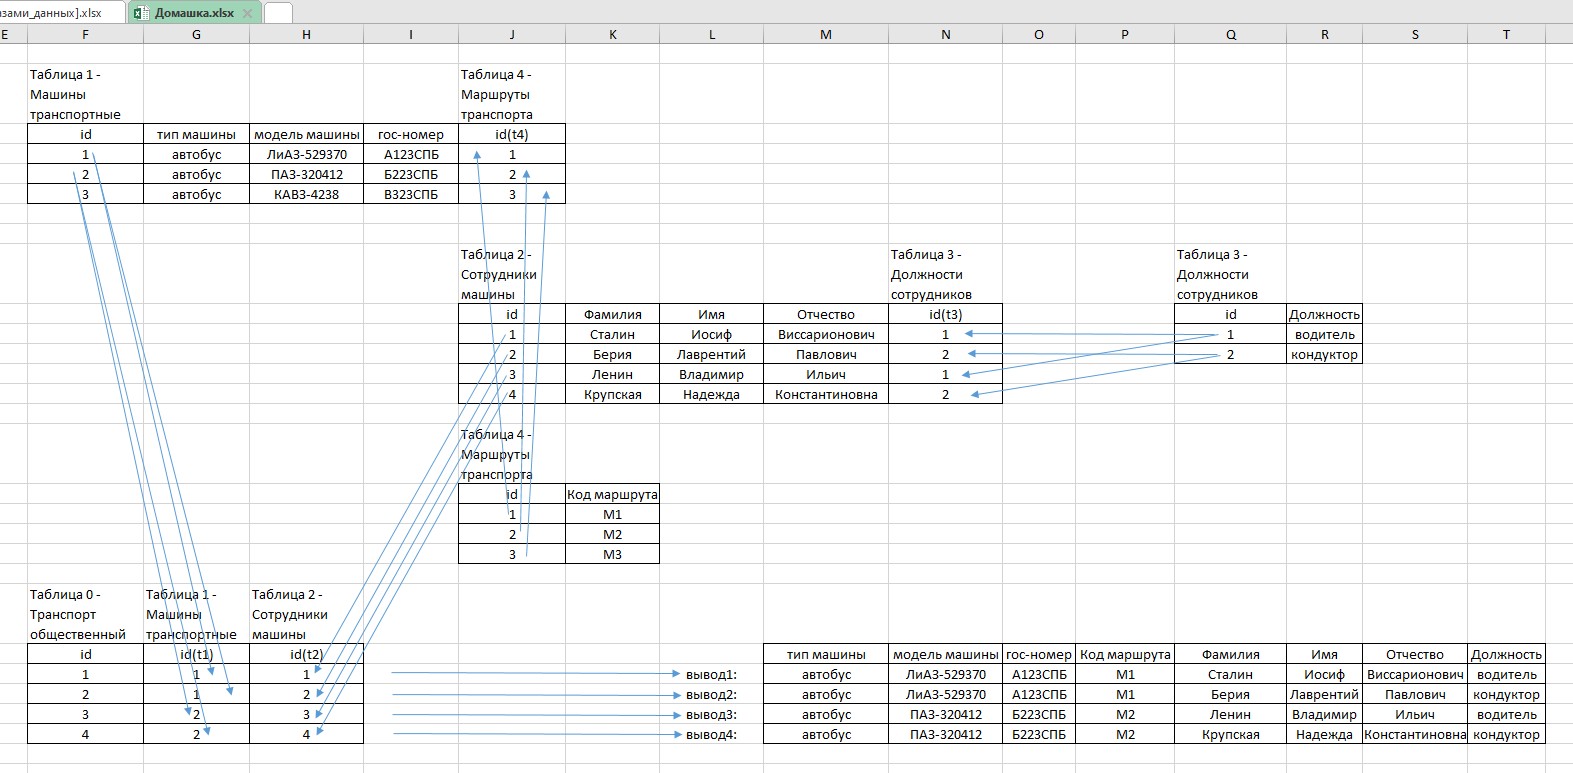 азами_данных].xlsx Домашка.xlsx
E F G H I J K L M N O P Q R S T
Таблица 1 -
Машины
транспортные
Таблица 4 -
Маршруты
транспорта
id тип машины модель машины гос-номер id(t4)
1 автобус ЛиАЗ-529370 А123СПБ 1
2 автобус ПАЗ-320412 Б223СПБ 2
3 автобус КАВЗ-4238 В323СПБ 3
Таблица 2 -
Сотрудники
машины
Таблица 3 -
Должности
сотрудников
id Фамилия Имя Отчество id(t3)
1 Сталин Иосиф Виссарионович 1
2 Берия Лаврентий Павлович 2
3 Ленин Владимир Ильич 1
4 Крупская Надежда Константиновна 2
Таблица 3 -
Должности
сотрудников
id Должность
1 водитель
2 кондуктор
Таблица 4 -
Маршруты
транспорта
id Код маршрута
1 М1
2 М2
3 М3
Таблица 0 -
Транспорт
общественный
Таблица 1 -
Машины
транспортные
Таблица 2 -
Сотрудники
машины
id id(t1) id(t2)
1 1 1
2 1 2
3 2 3
4 2 4
тип машины модель машины гос-номер Код маршрута Фамилия Имя Отчество Должность
вывод1: автобус ЛиАЗ-529370 А123СПБ М1 Сталин Иосиф Виссарионович водитель
вывод2: автобус ЛиАЗ-529370 А123СПБ М1 Берия Лаврентий Павлович кондуктор
вывод3: автобус ПАЗ-320412 Б223СПБ М2 Ленин Владимир Ильич водитель
вывод4: автобус ПАЗ-320412 Б223СПБ М2 Крупская Надежда Константиновна кондуктор